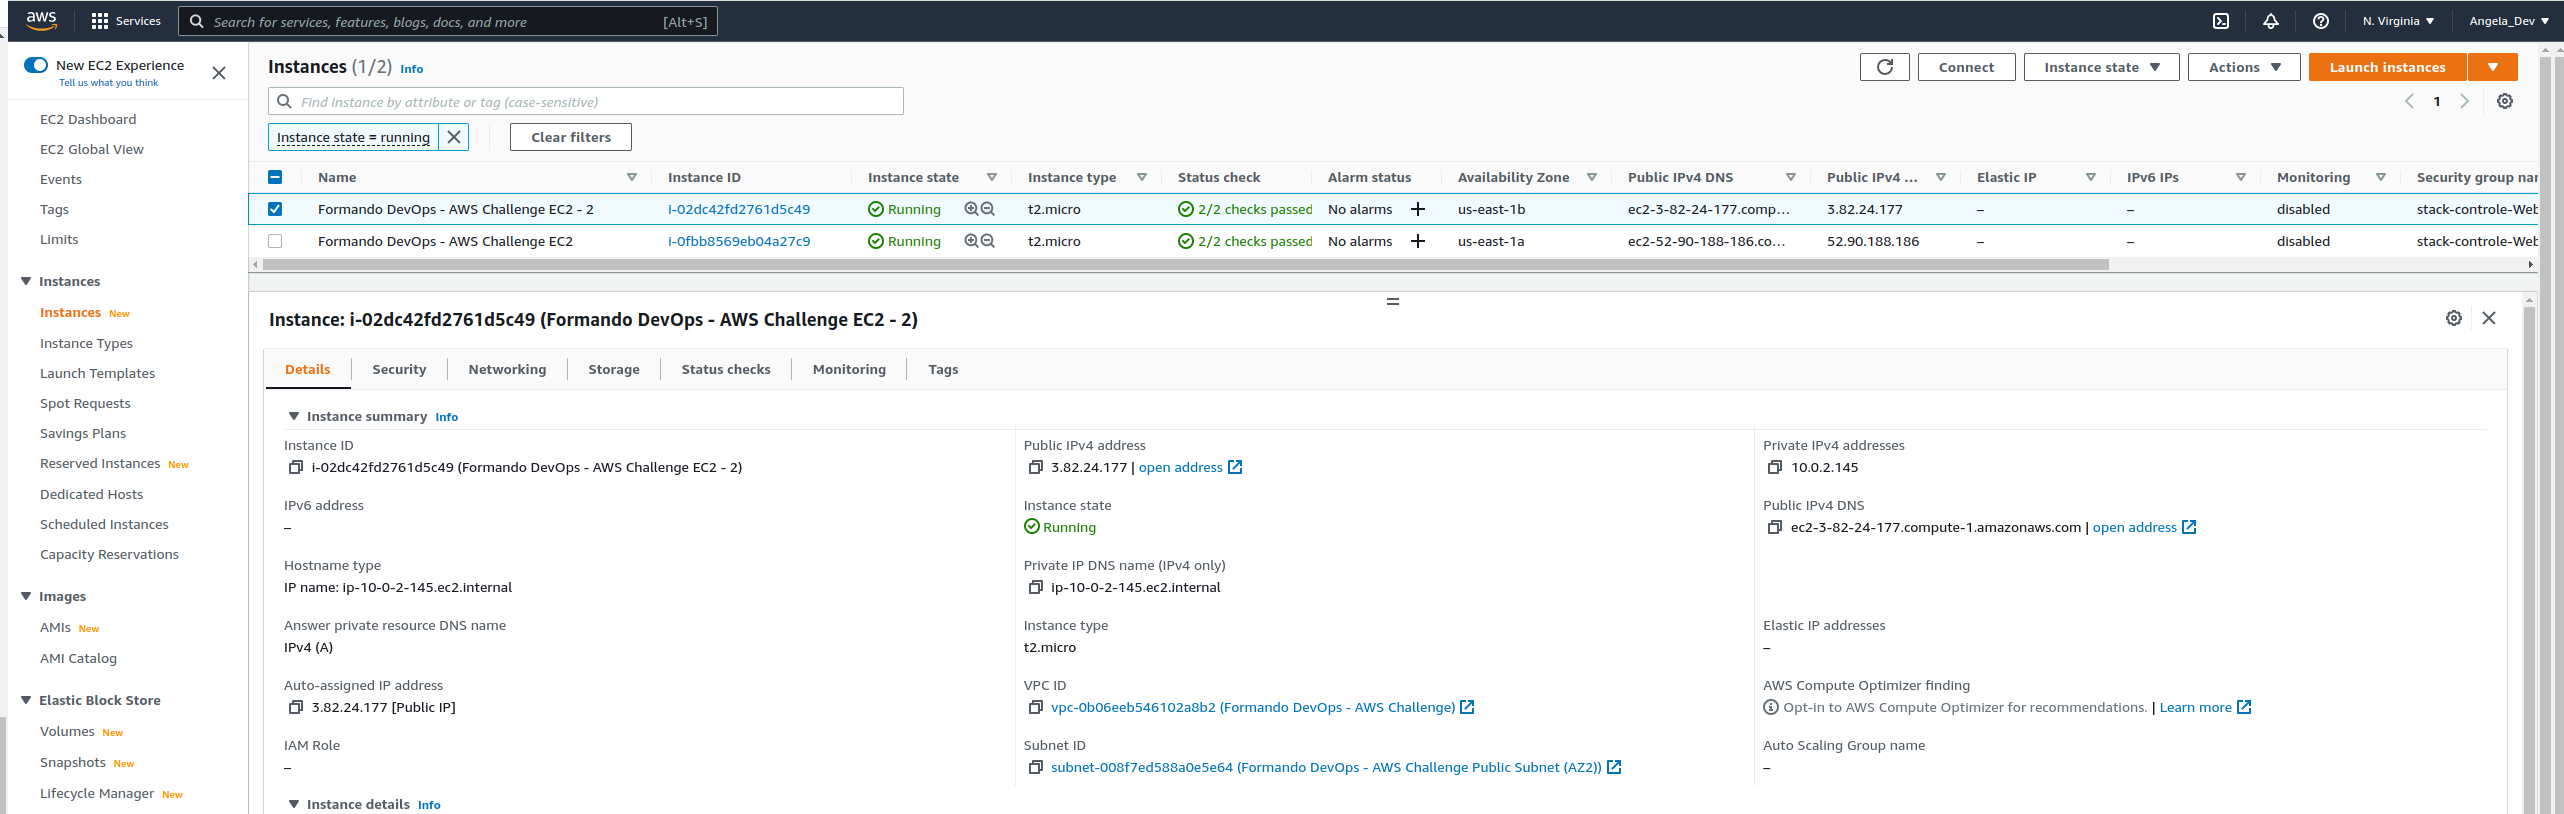 aws Services Search for services, features, blogs, docs, and more [Alt+S] N. Virginia Angela_Dev
New EC2 Experience
Tell us what you think
EC2 Dashboard
EC2 Global View
Events
Tags
Limits
Instances
Instances New
Instance Types
Launch Templates
Spot Requests
Savings Plans
Reserved Instances New
Dedicated Hosts
Scheduled Instances
Capacity Reservations
Images
AMIs New
AMI Catalog
Elastic Block Store
Volumes New
Snapshots New
Lifecycle Manager New
Instances (1/2) Info Connect Instance state Actions Launch instances
Find instance by attribute or tag (case-sensitive) 1
Instance state = running Clear filters
Name Instance ID Instance state Instance type Status check Alarm status Availability Zone Public IPv4 DNS Public IPv4 ... Elastic IP IPv6 IPs Monitoring Security group nar
Formando DevOps - AWS Challenge EC2 - 2 i-02dc42fd2761d5c49 Running t2.micro 2/2 checks passed No alarms us-east-1b ec2-3-82-24-177.comp... 3.82.24.177 – – disabled stack-controle-Web
Formando DevOps - AWS Challenge EC2 i-0fbb8569eb04a27c9 Running t2.micro 2/2 checks passed No alarms us-east-1a ec2-52-90-188-186.co... 52.90.188.186 – – disabled stack-controle-Web
Instance: i-02dc42fd2761d5c49 (Formando DevOps - AWS Challenge EC2 - 2)
Details Security Networking Storage Status checks Monitoring Tags
Instance summary Info
Instance ID Public IPv4 address Private IPv4 addresses
i-02dc42fd2761d5c49 (Formando DevOps - AWS Challenge EC2 - 2) 3.82.24.177 | open address 10.0.2.145
IPv6 address Instance state Public IPv4 DNS
– Running ec2-3-82-24-177.compute-1.amazonaws.com | open address
Hostname type Private IP DNS name (IPv4 only)
IP name: ip-10-0-2-145.ec2.internal ip-10-0-2-145.ec2.internal
Answer private resource DNS name Instance type Elastic IP addresses
IPv4 (A) t2.micro –
Auto-assigned IP address VPC ID AWS Compute Optimizer finding
3.82.24.177 [Public IP] vpc-0b06eeb546102a8b2 (Formando DevOps - AWS Challenge) Opt-in to AWS Compute Optimizer for recommendations. | Learn more
IAM Role Subnet ID Auto Scaling Group name
– subnet-008f7ed588a0e5e64 (Formando DevOps - AWS Challenge Public Subnet (AZ2)) –
Instance details Info